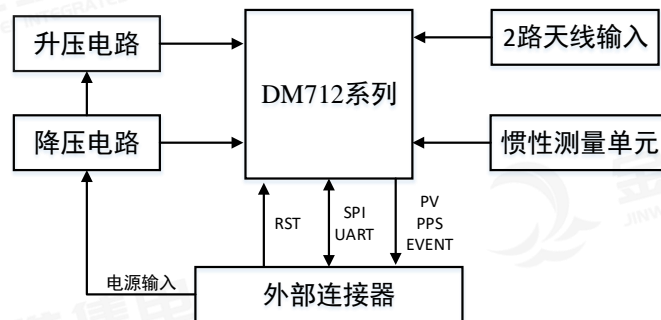 升压电路
2路天线输入
DM712系列
降压电路
惯性测量单元
RST
SPI
UART
PV
PPS
EVENT
电源输入
外部连接器